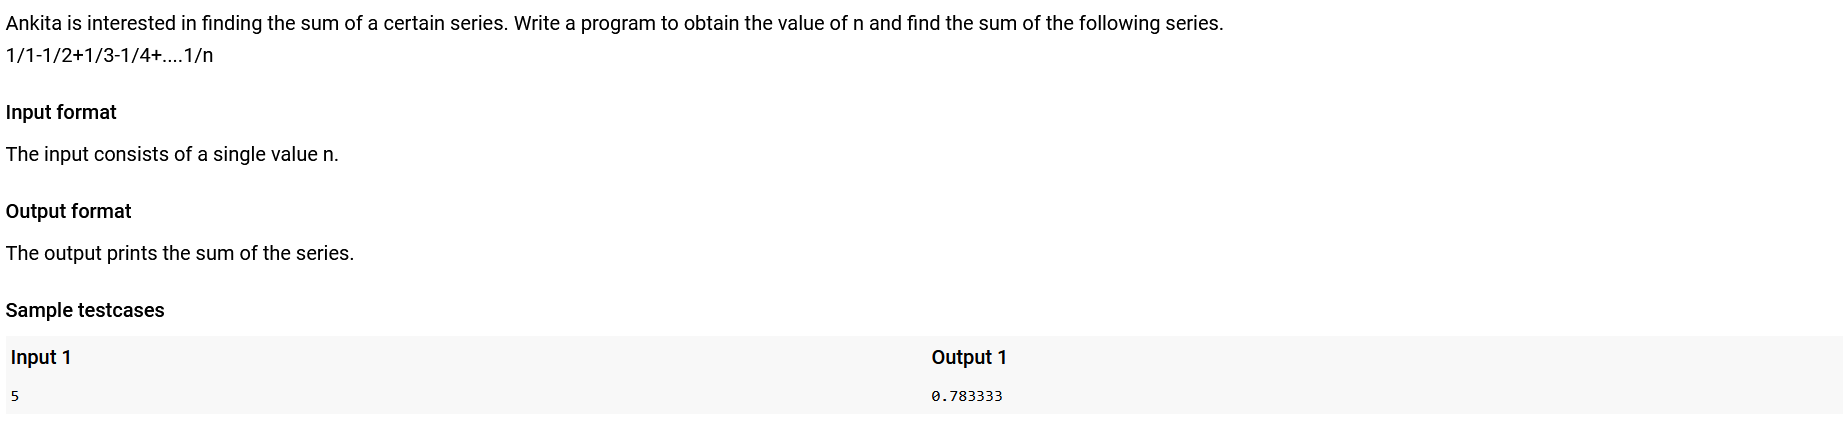 Ankita is interested in finding the sum of a certain series. Write a program to obtain the value of n and find the sum of the following series.
1/1-1/2+1/3-1/4+....1/n
Input format
The input consists of a single value n.
Output format
The output prints the sum of the series.
Sample testcases
Input 1 Output 1
5 0.783333